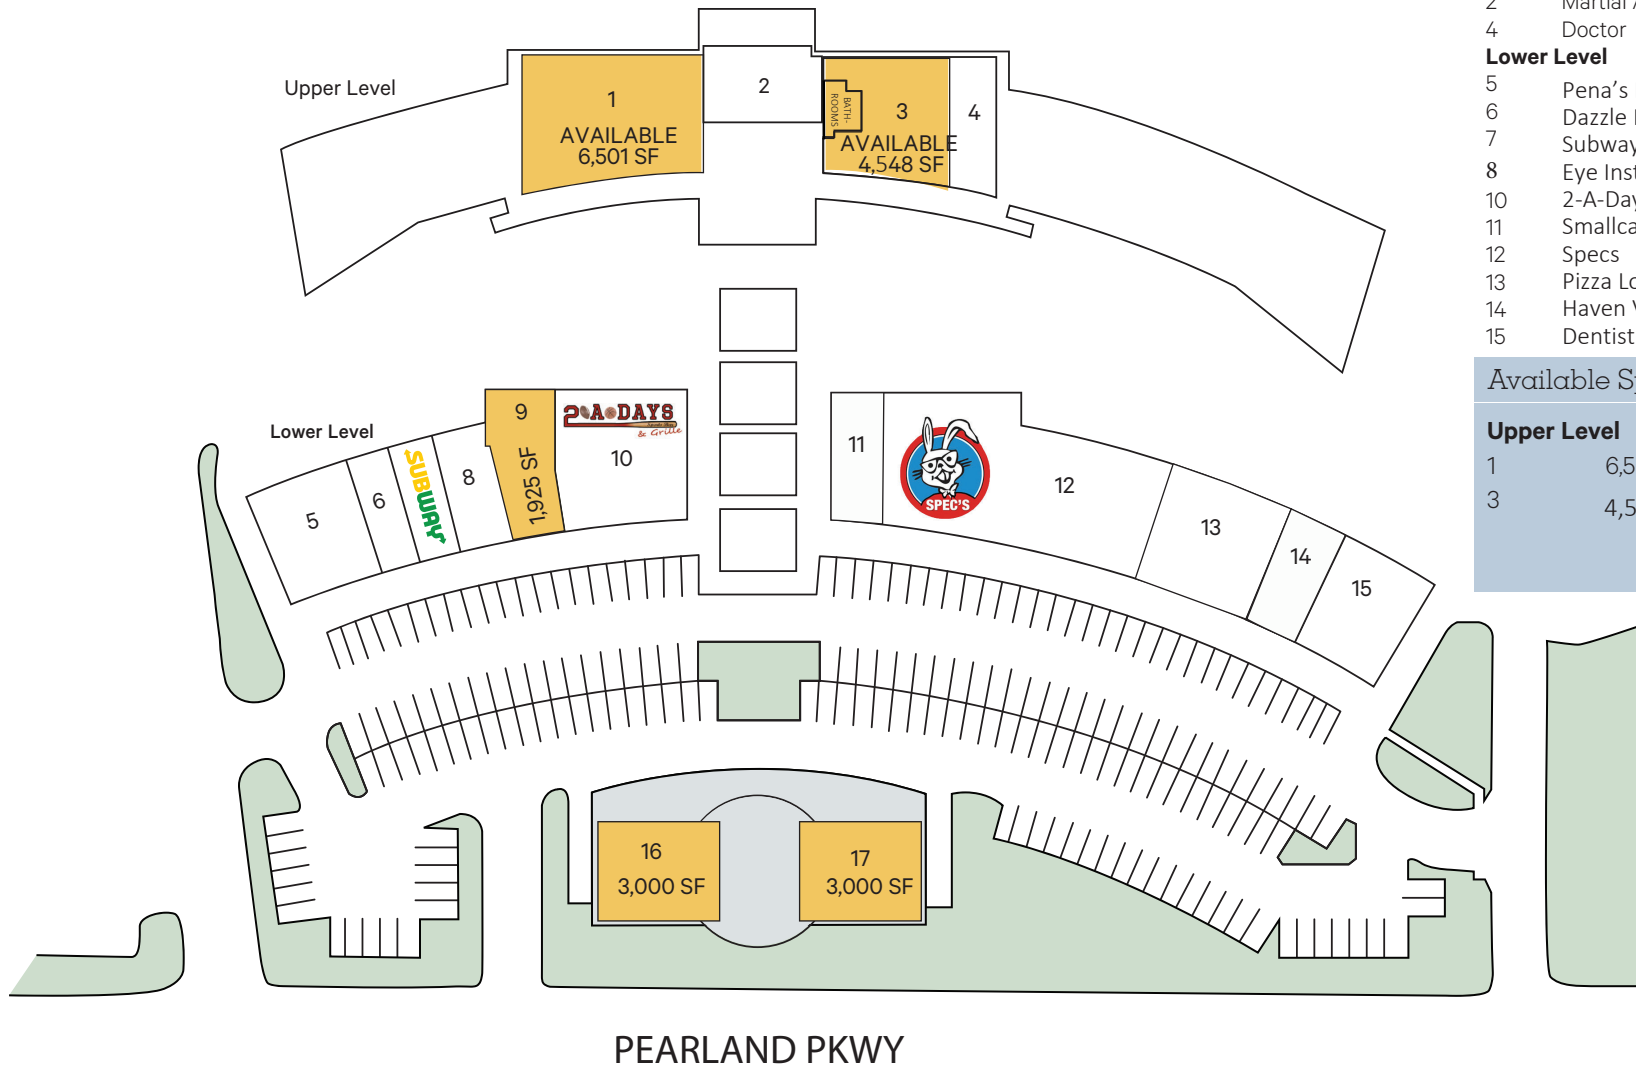 Upper Level
1
AVAILABLE
6,501 SF
2
BATH-
ROOMS
3
AVAILABLE
4,548 SF
4
Lower Level
5
6
SUBWAY
8
9
1,925 SF
2 A DAYS
& Grille
10
11
SPEC'S
12
13
14
15
16
3,000 SF
17
3,000 SF
PEARLAND PKWY
2 Martial
4 Doctor
Lower Level
5 Pena's
6 Dazzle
7 Subway
8 Eye Inst
10 2-A-Day
11 Smallca
12 Specs
13 Pizza Lo
14 Haven
15 Dentist
Available S
Upper Level
1 6,5
3 4,5